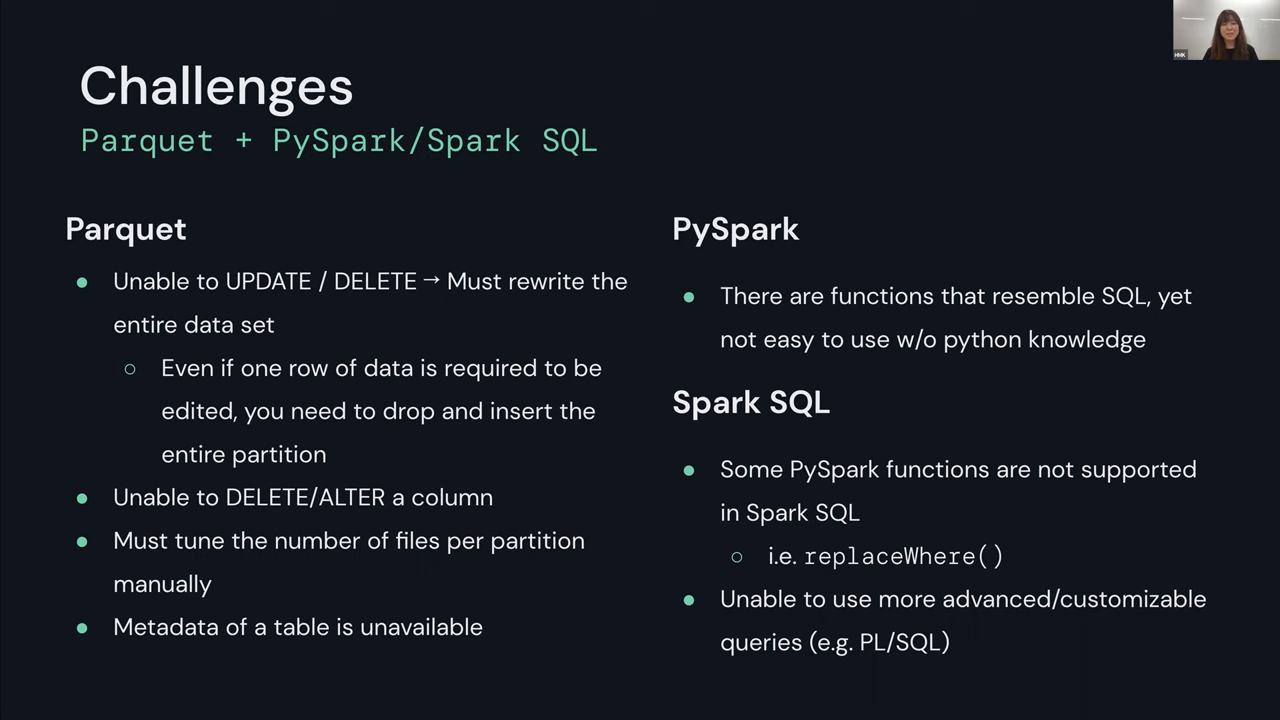 Challenges
Parquet + PySpark/Spark SQL
Parquet
● Unable to UPDATE / DELETE → Must rewrite the
entire data set
○ Even if one row of data is required to be
edited, you need to drop and insert the
entire partition
● Unable to DELETE/ALTER a column
● Must tune the number of files per partition
manually
● Metadata of a table is unavailable
PySpark
● There are functions that resemble SQL, yet
not easy to use w/o python knowledge
Spark SQL
● Some PySpark functions are not supported
in Spark SQL
○ i.e. replaceWhere()
● Unable to use more advanced/customizable
queries (e.g. PL/SQL)
HMK